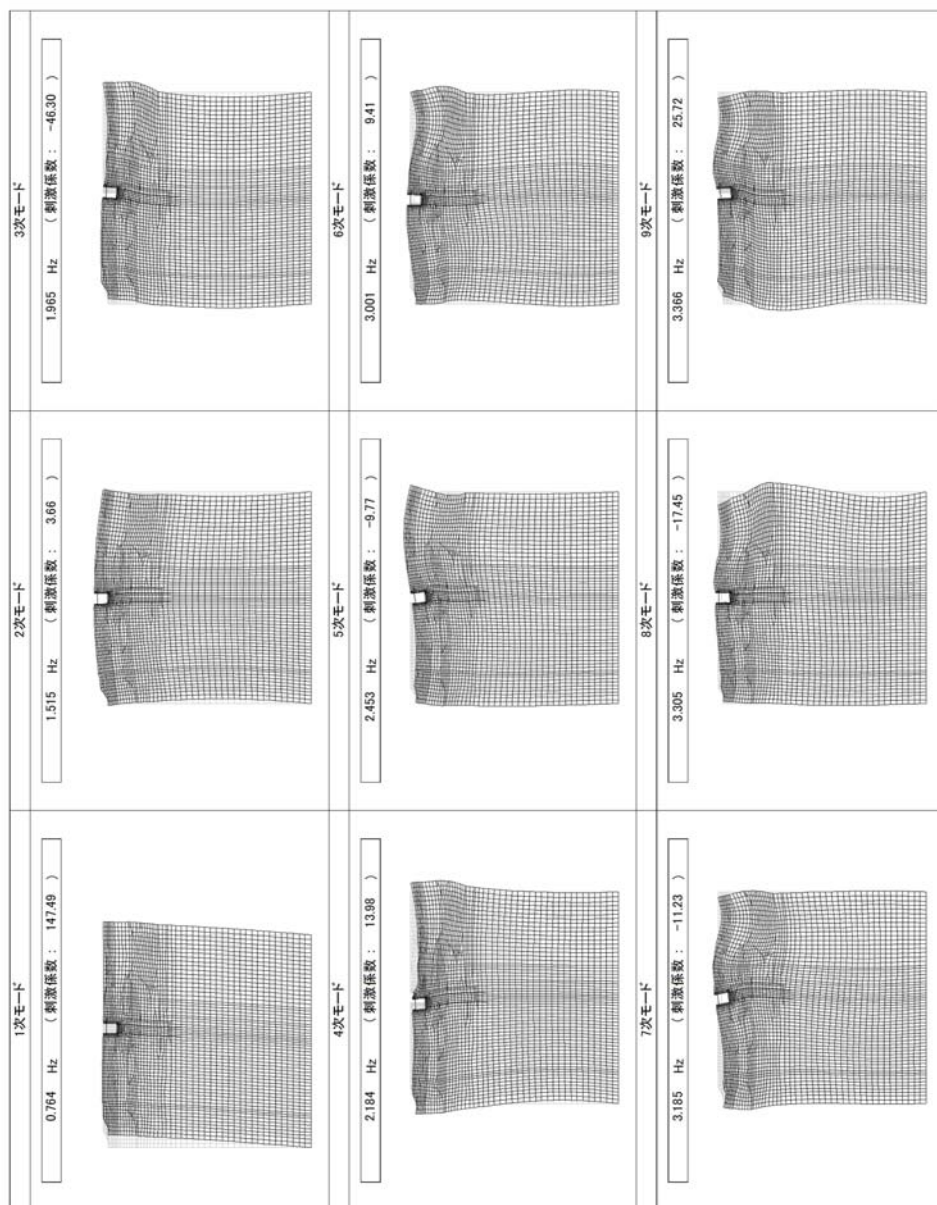 1次モード
0.764 Hz （ 刺激係数： 147.49 ）
2次モード
1.515 Hz （ 刺激係数： 3.66 ）
3次モード
1.965 Hz （ 刺激係数： -46.30 ）
4次モード
2.184 Hz （ 刺激係数： 13.98 ）
5次モード
2.453 Hz （ 刺激係数： -9.77 ）
6次モード
3.001 Hz （ 刺激係数： 9.41 ）
7次モード
3.185 Hz （ 刺激係数： -11.23 ）
8次モード
3.305 Hz （ 刺激係数： -17.45 ）
9次モード
3.366 Hz （ 刺激係数： 25.72 ）